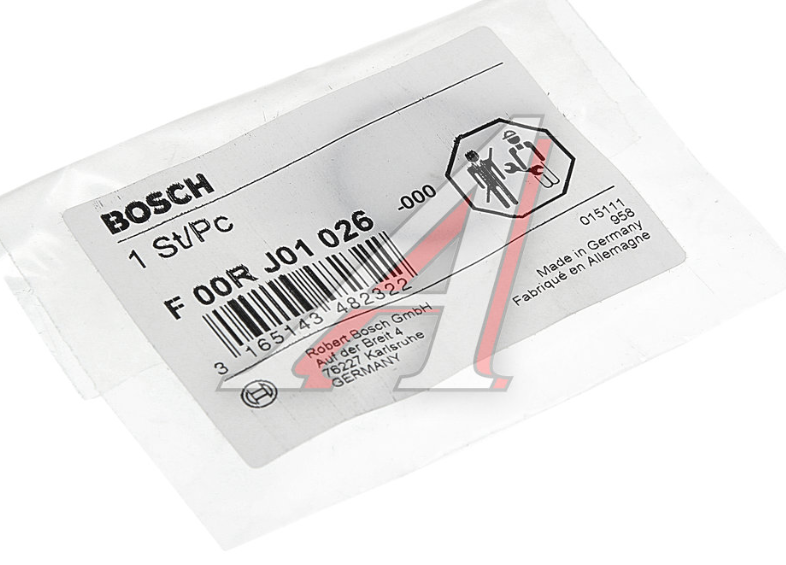 BOSCH
1 St/Pc
F 00R J01 026 -000
3 165143 482322
Robert Bosch GmbH
Auf der Breit 4
76227 Karlsruhe
GERMANY
015111
958
Made in Germany
Fabriqué en Allemagne